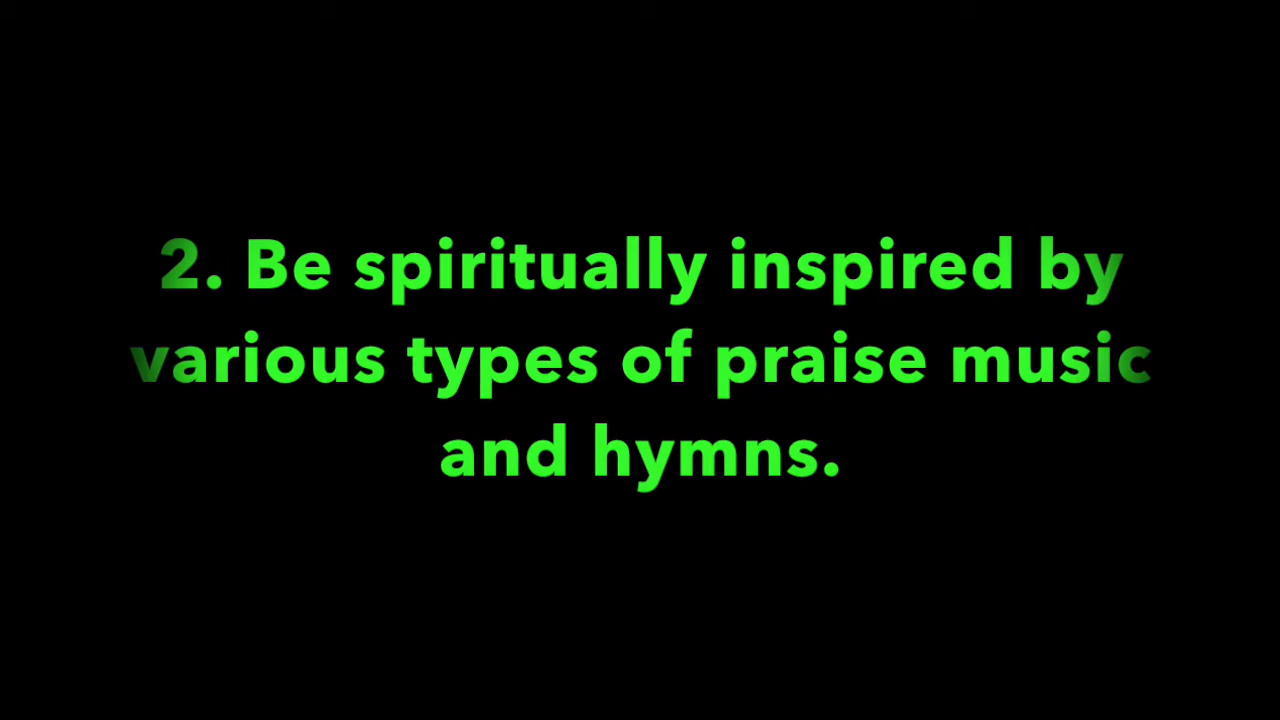 2. Be spiritually inspired by
various types of praise music
and hymns.